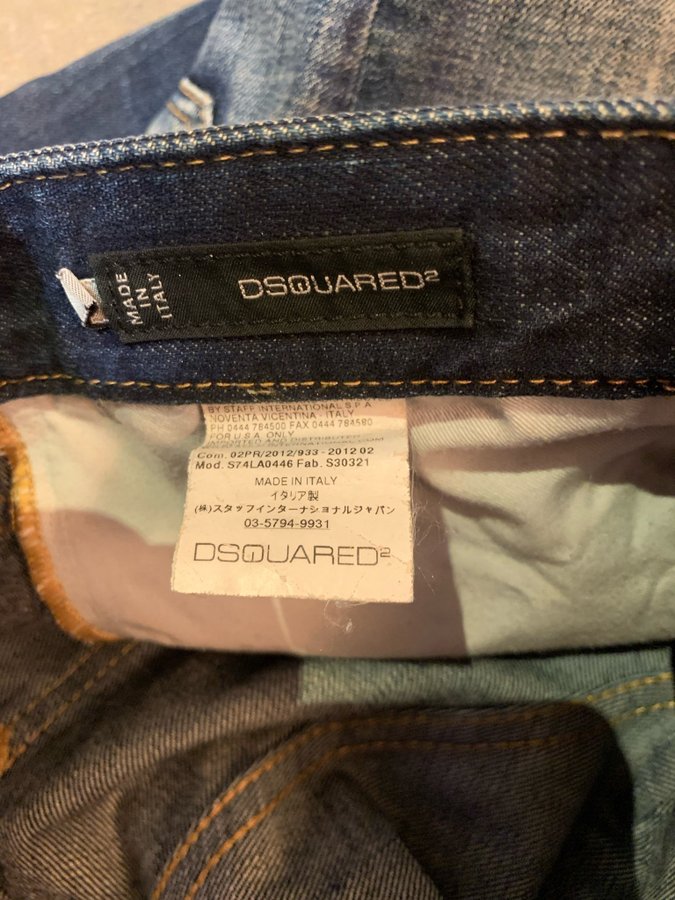 MADE
IN
ITALY
DSQUARED2
BY STAFF INTERNATIONAL S.P.A
NOVENTA VICENTINA - ITALY
PH 0444 784500 FAX 0444 784580
FOR U.S.A. ONLY
IMPORTED AND DISTRIBUTED
Com. 02PR/2012/933 - 2012 02
Mod. S74LA0446 Fab. S30321
MADE IN ITALY
イタリア製
(株)スタッフインターナショナルジャパン
03-5794-9931
DSQUARED2